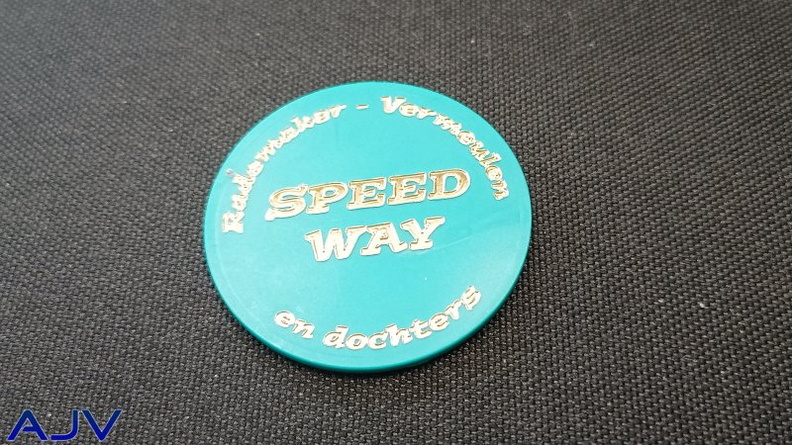 Rademaker - Vermeulen
SPEED
WAY
en dochters
AJV